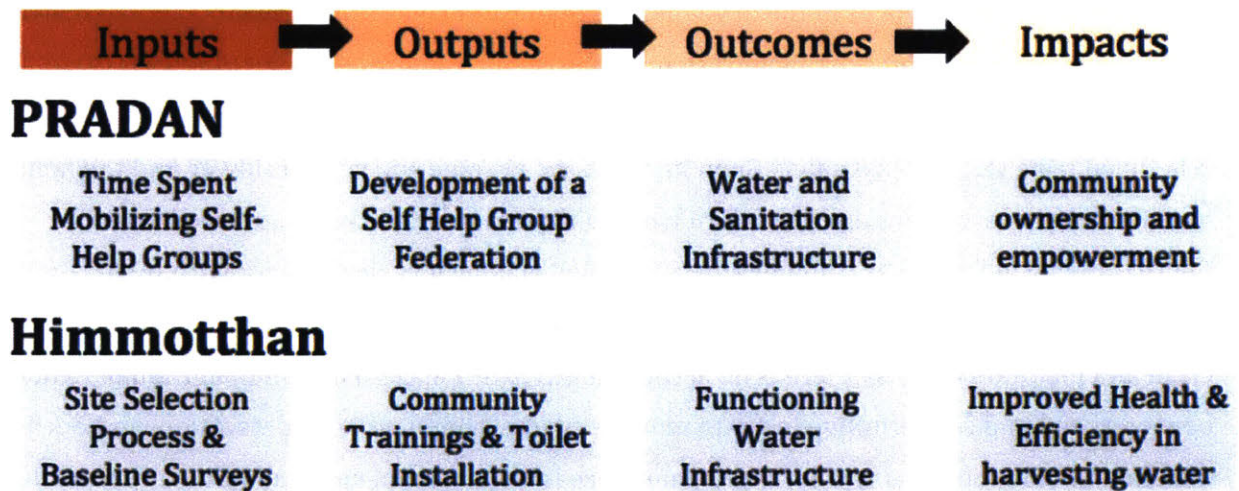 Inputs Outputs Outcomes Impacts
PRADAN
Time Spent
Mobilizing Self-
Help Groups
Development of a
Self Help Group
Federation
Water and
Sanitation
Infrastructure
Community
ownership and
empowerment
Himmotthan
Site Selection
Process &
Baseline Surveys
Community
Trainings & Toilet
Installation
Functioning
Water
Infrastructure
Improved Health &
Efficiency in
harvesting water